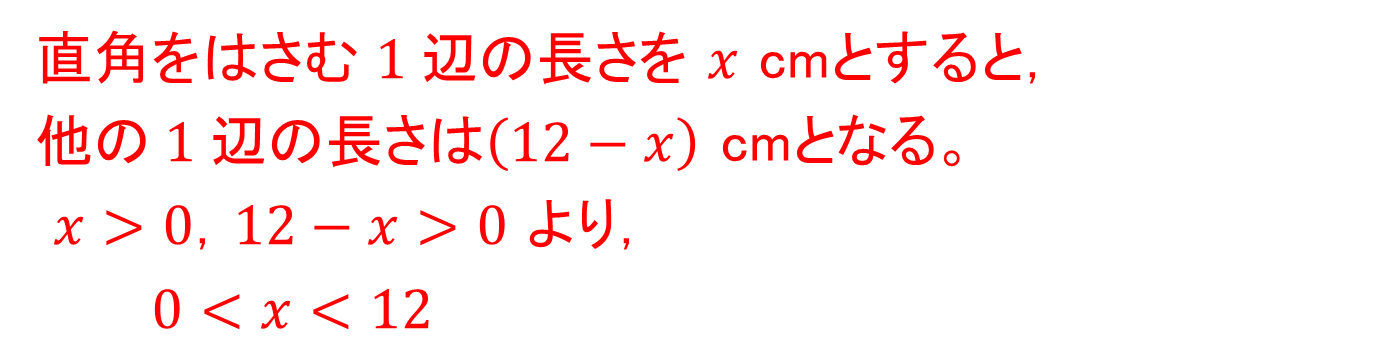 直角をはさむ 1 辺の長さを x cmとすると,
他の 1 辺の長さは(12 − x) cmとなる。
x > 0, 12 − x > 0 より,
0 < x < 12